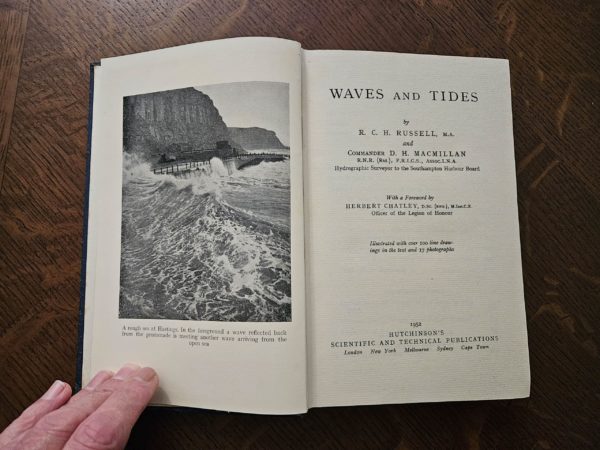 A rough sea at Hastings. In the foreground a wave reflected back
from the promenade is meeting another wave arriving from the
open sea
WAVES AND TIDES
by
R. C. H. RUSSELL, M.A.
and
COMMANDER D. H. MACMILLAN
R.N.R. (Ret.), F.R.I.C.S., Assoc.I.N.A.
Hydrographic Surveyor to the Southampton Harbour Board
With a Foreword by
HERBERT CHATLEY, D.Sc. (Eng.), M.Inst.C.E.
Officer of the Legion of Honour
Illustrated with over 100 line draw-
ings in the text and 37 photographs
1952
HUTCHINSON'S
SCIENTIFIC AND TECHNICAL PUBLICATIONS
London New York Melbourne Sydney Cape Town